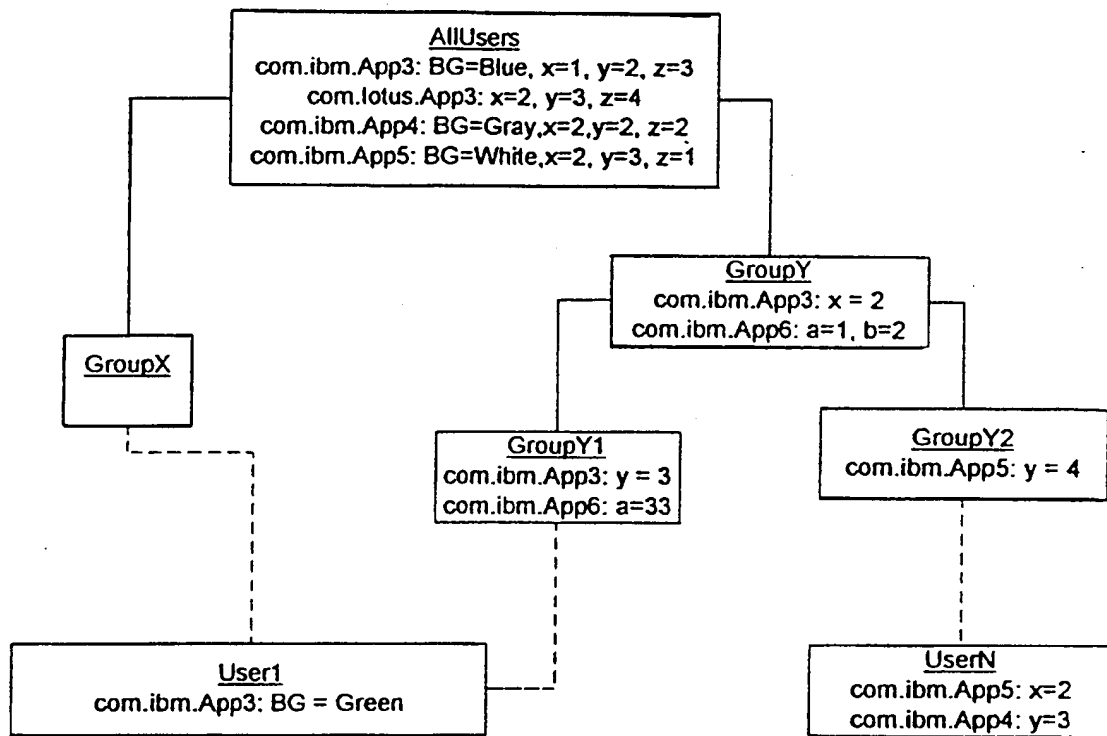 AllUsers
com.ibm.App3: BG=Blue, x=1, y=2, z=3
com.lotus.App3: x=2, y=3, z=4
com.ibm.App4: BG=Gray,x=2,y=2, z=2
com.ibm.App5: BG=White,x=2, y=3, z=1
GroupY
com.ibm.App3: x = 2
com.ibm.App6: a=1, b=2
GroupX
GroupY1
com.ibm.App3: y = 3
com.ibm.App6: a=33
GroupY2
com.ibm.App5: y = 4
User1
com.ibm.App3: BG = Green
UserN
com.ibm.App5: x=2
com.ibm.App4: y=3